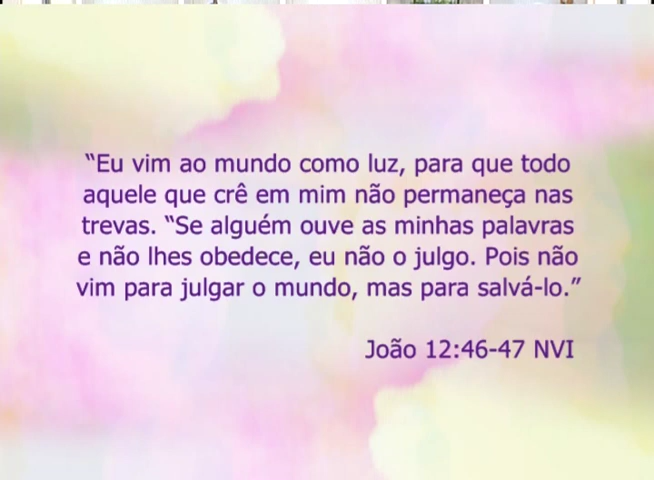 “Eu vim ao mundo como luz, para que todo
aquele que crê em mim não permaneça nas
trevas. “Se alguém ouve as minhas palavras
e não lhes obedece, eu não o julgo. Pois não
vim para julgar o mundo, mas para salvá-lo.”
João 12:46-47 NVI